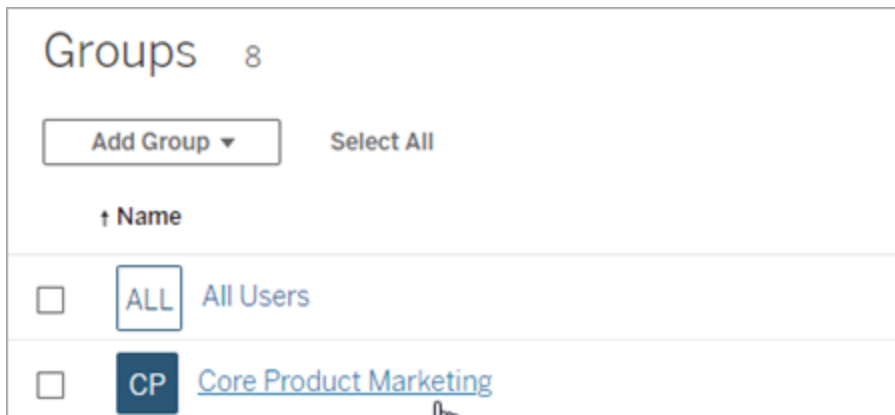 Groups 8
Add Group Select All
↑ Name
ALL All Users
CP Core Product Marketing